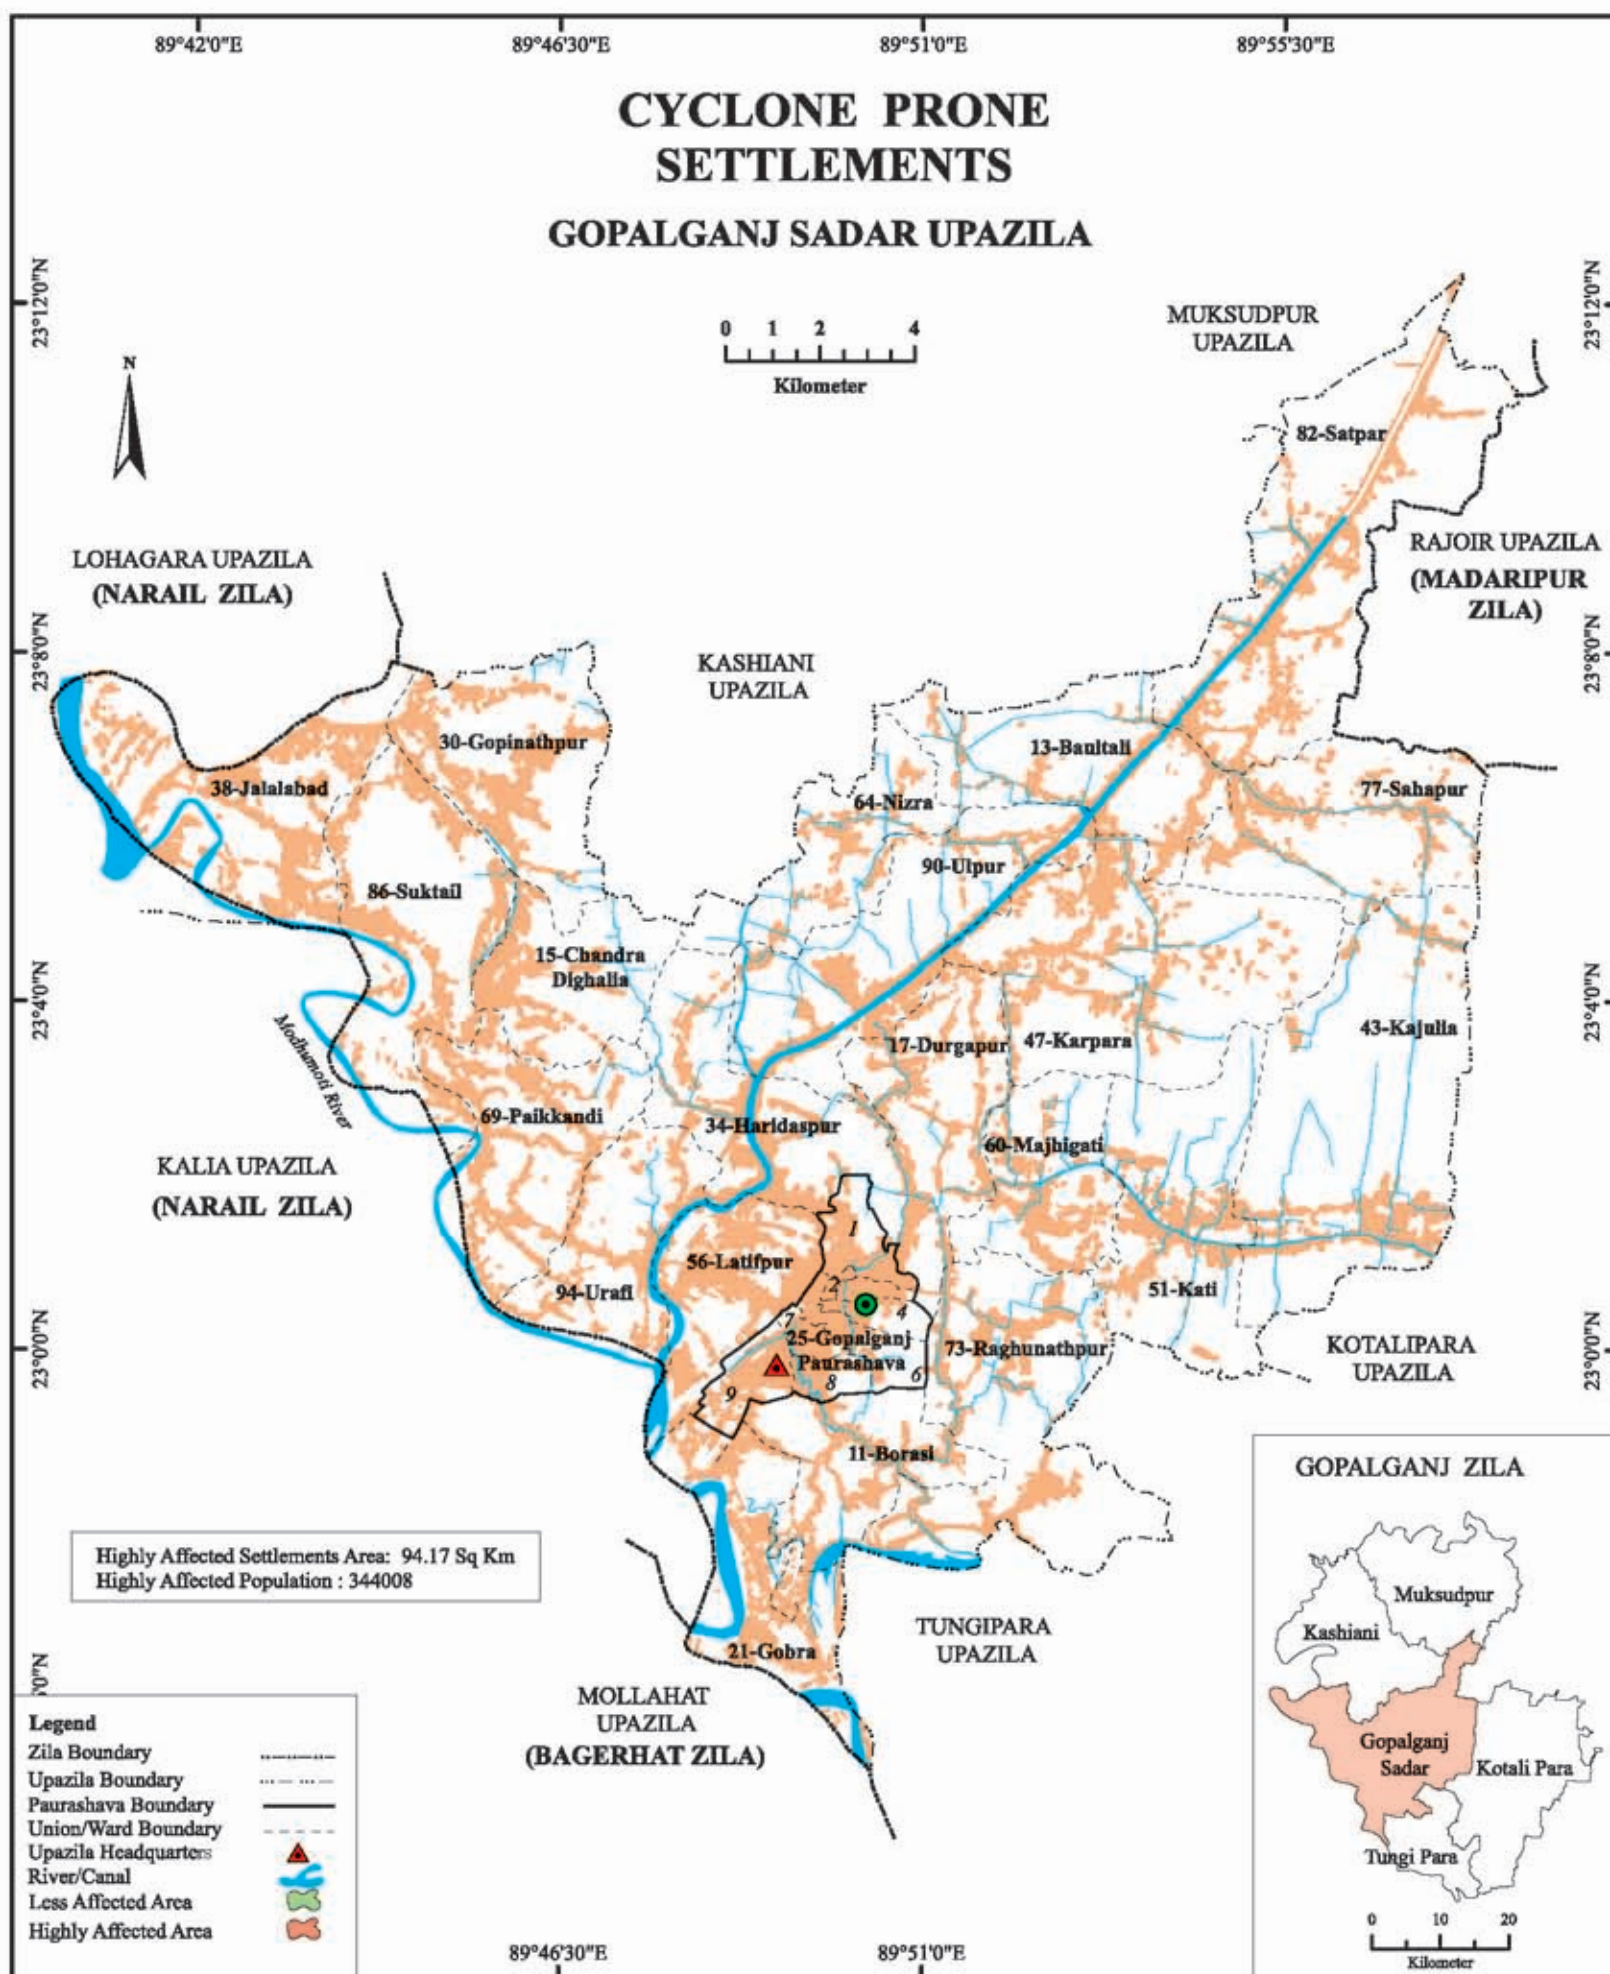 89°42'0"E
89°46'30"E
89°51'0"E
89°55'30"E
CYCLONE PRONE
SETTLEMENTS
GOPALGANJ SADAR UPAZILA
23°12'0"N
23°12'0"N
0 1 2 4
Kilometer
N
MUKSUDPUR
UPAZILA
82-Satpar
LOHAGARA UPAZILA
(NARAIL ZILA)
RAJOIR UPAZILA
(MADARIPUR
ZILA)
23°8'0"N
23°8'0"N
KASHIANI
UPAZILA
30-Gopinathpur
13-Baultali
38-Jalalabad
64-Nizra
77-Sahapur
90-Ulpur
86-Suktail
15-Chandra
Dighalia
23°4'0"N
23°4'0"N
Modhumoti River
17-Durgapur
47-Karpara
43-Kajulia
69-Paikkandi
34-Haridaspur
60-Majhigati
KALIA UPAZILA
(NARAIL ZILA)
1
56-Latifpur
2
94-Urafi
4
51-Kati
7
25-Gopalganj
Paurashava
73-Raghunathpur
6
8
9
23°0'0"N
23°0'0"N
KOTALIPARA
UPAZILA
11-Borasi
Highly Affected Settlements Area: 94.17 Sq Km
Highly Affected Population : 344008
TUNGIPARA
UPAZILA
21-Gobra
MOLLAHAT
UPAZILA
(BAGERHAT ZILA)
GOPALGANJ ZILA
Muksudpur
Kashiani
Gopalganj
Sadar
Kotali Para
Tungi Para
0 10 20
Kilometer
0"N
Legend
Zila Boundary
Upazila Boundary
Paurashava Boundary
Union/Ward Boundary
Upazila Headquarters
River/Canal
Less Affected Area
Highly Affected Area
89°46'30"E
89°51'0"E